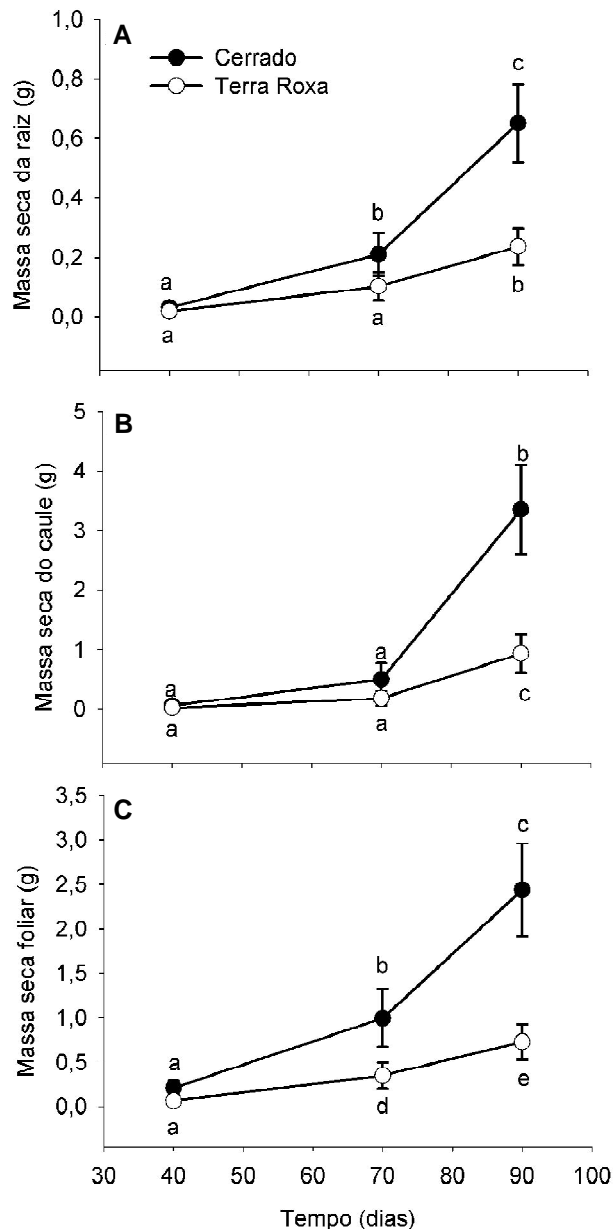 A
Cerrado
Terra Roxa
Massa seca da raiz (g)
1,0
0,8
0,6
0,4
0,2
0,0
a
b
c
a
a
b
B
Massa seca do caule (g)
5
4
3
2
1
0
a
a
b
a
a
c
C
Massa seca foliar (g)
3,5
3,0
2,5
2,0
1,5
1,0
0,5
0,0
a
b
c
a
d
e
30 40 50 60 70 80 90 100
Tempo (dias)